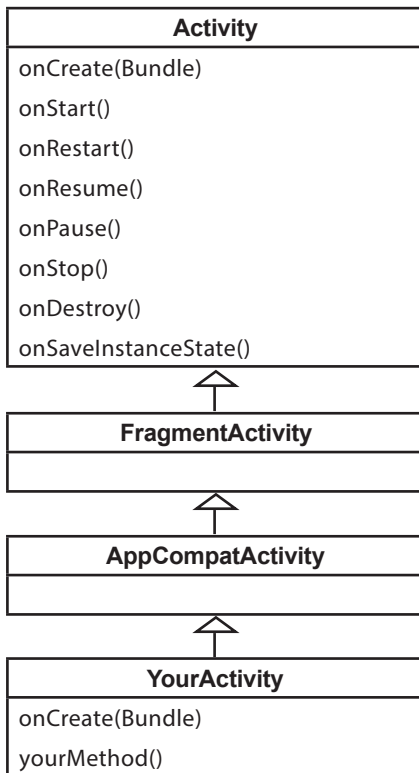 Activity
onCreate(Bundle)
onStart()
onRestart()
onResume()
onPause()
onStop()
onDestroy()
onSaveInstanceState()
FragmentActivity
AppCompatActivity
YourActivity
onCreate(Bundle)
yourMethod()